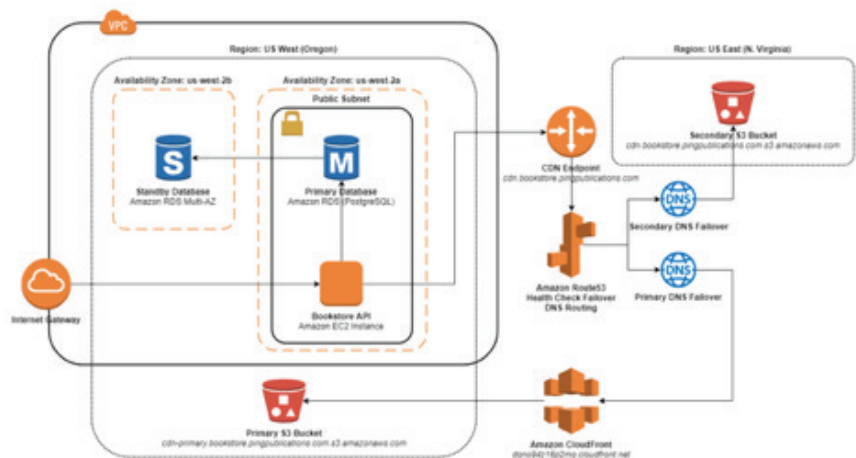 VPC
Region: US West (Oregon)
Region: US East (N. Virginia)
Availability Zone: us-west-2b
Availability Zone: us-west-2a
Public Subnet
S
M
Standby Database
Amazon RDS Multi-AZ
Primary Database
Amazon RDS (PostgreSQL)
CDN Endpoint
cdn.bookstore.pingpublications.com
Secondary S3 Bucket
cdn.bookstore.pingpublications.com.s3.amazonaws.com
DNS
Secondary DNS Failover
DNS
Primary DNS Failover
Amazon Route53
Health Check Failover
DNS Routing
Internet Gateway
Bookstore API
Amazon EC2 Instance
Primary S3 Bucket
cdn-primary.bookstore.pingpublications.com.s3.amazonaws.com
Amazon CloudFront